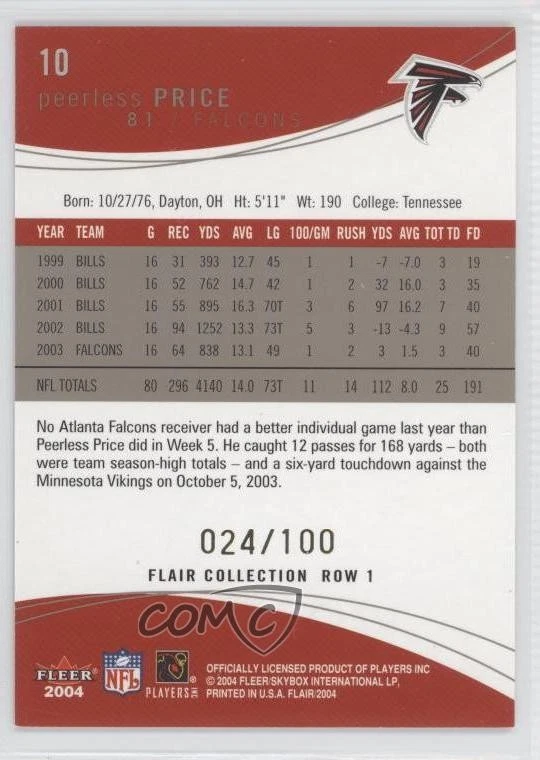 10
peerless PRICE
81 / FALCONS
Born: 10/27/76, Dayton, OH Ht: 5'11" Wt: 190 College: Tennessee
YEAR TEAM G REC YDS AVG LG 100/GM RUSH YDS AVG TOT TD FD
1999 BILLS 16 31 393 12.7 45 1 1 -7 -7.0 3 19
2000 BILLS 16 52 762 14.7 42 1 2 32 16.0 3 35
2001 BILLS 16 55 895 16.3 70T 3 6 97 16.2 7 40
2002 BILLS 16 94 1252 13.3 73T 5 3 -13 -4.3 9 57
2003 FALCONS 16 64 838 13.1 49 1 2 3 1.5 3 40
NFL TOTALS 80 296 4140 14.0 73T 11 14 112 8.0 25 191
No Atlanta Falcons receiver had a better individual game last year than
Peerless Price did in Week 5. He caught 12 passes for 168 yards – both
were team season-high totals – and a six-yard touchdown against the
Minnesota Vikings on October 5, 2003.
024/100
FLAIR COLLECTION ROW 1
COMC
FLEER
2004
NFL
PLAYERS INC
OFFICIALLY LICENSED PRODUCT OF PLAYERS INC
© 2004 FLEER/SKYBOX INTERNATIONAL LP,
PRINTED IN U.S.A. FLAIR/2004